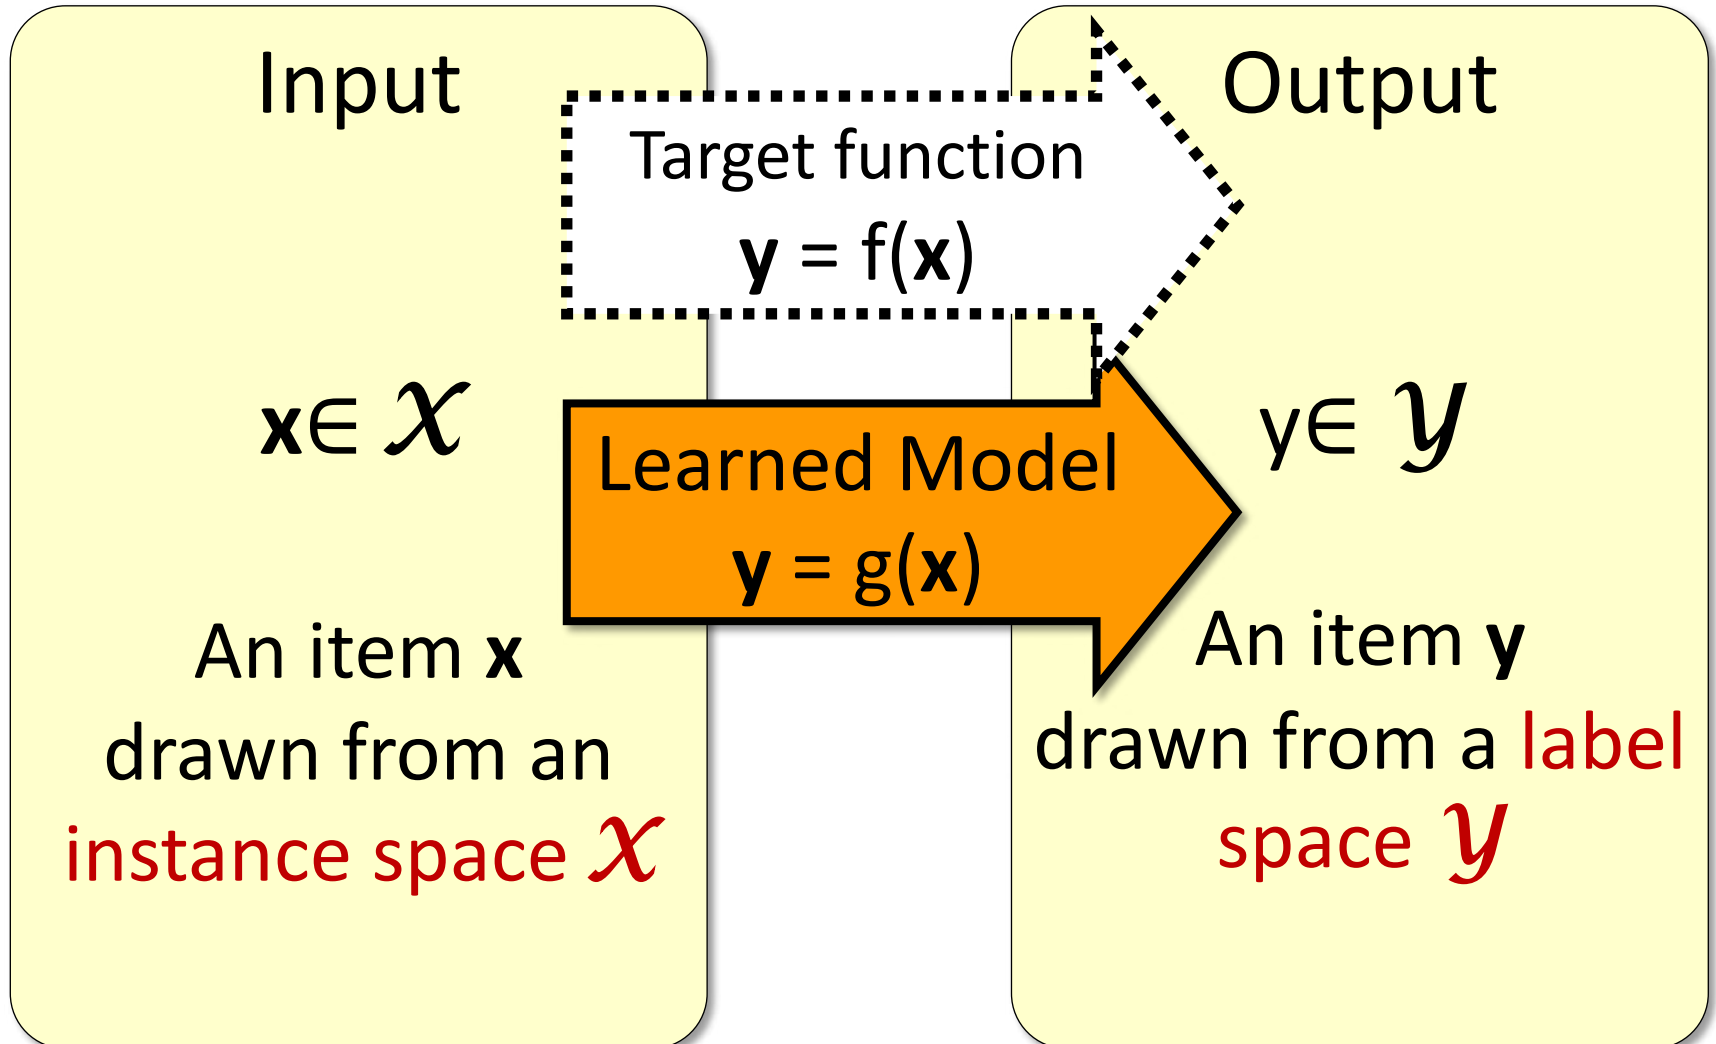 Input
Output
Target function
y = f(x)
x∈ 𝒳
y∈ 𝒴
Learned Model
y = g(x)
An item x
drawn from an
instance space 𝒳
An item y
drawn from a label
space 𝒴